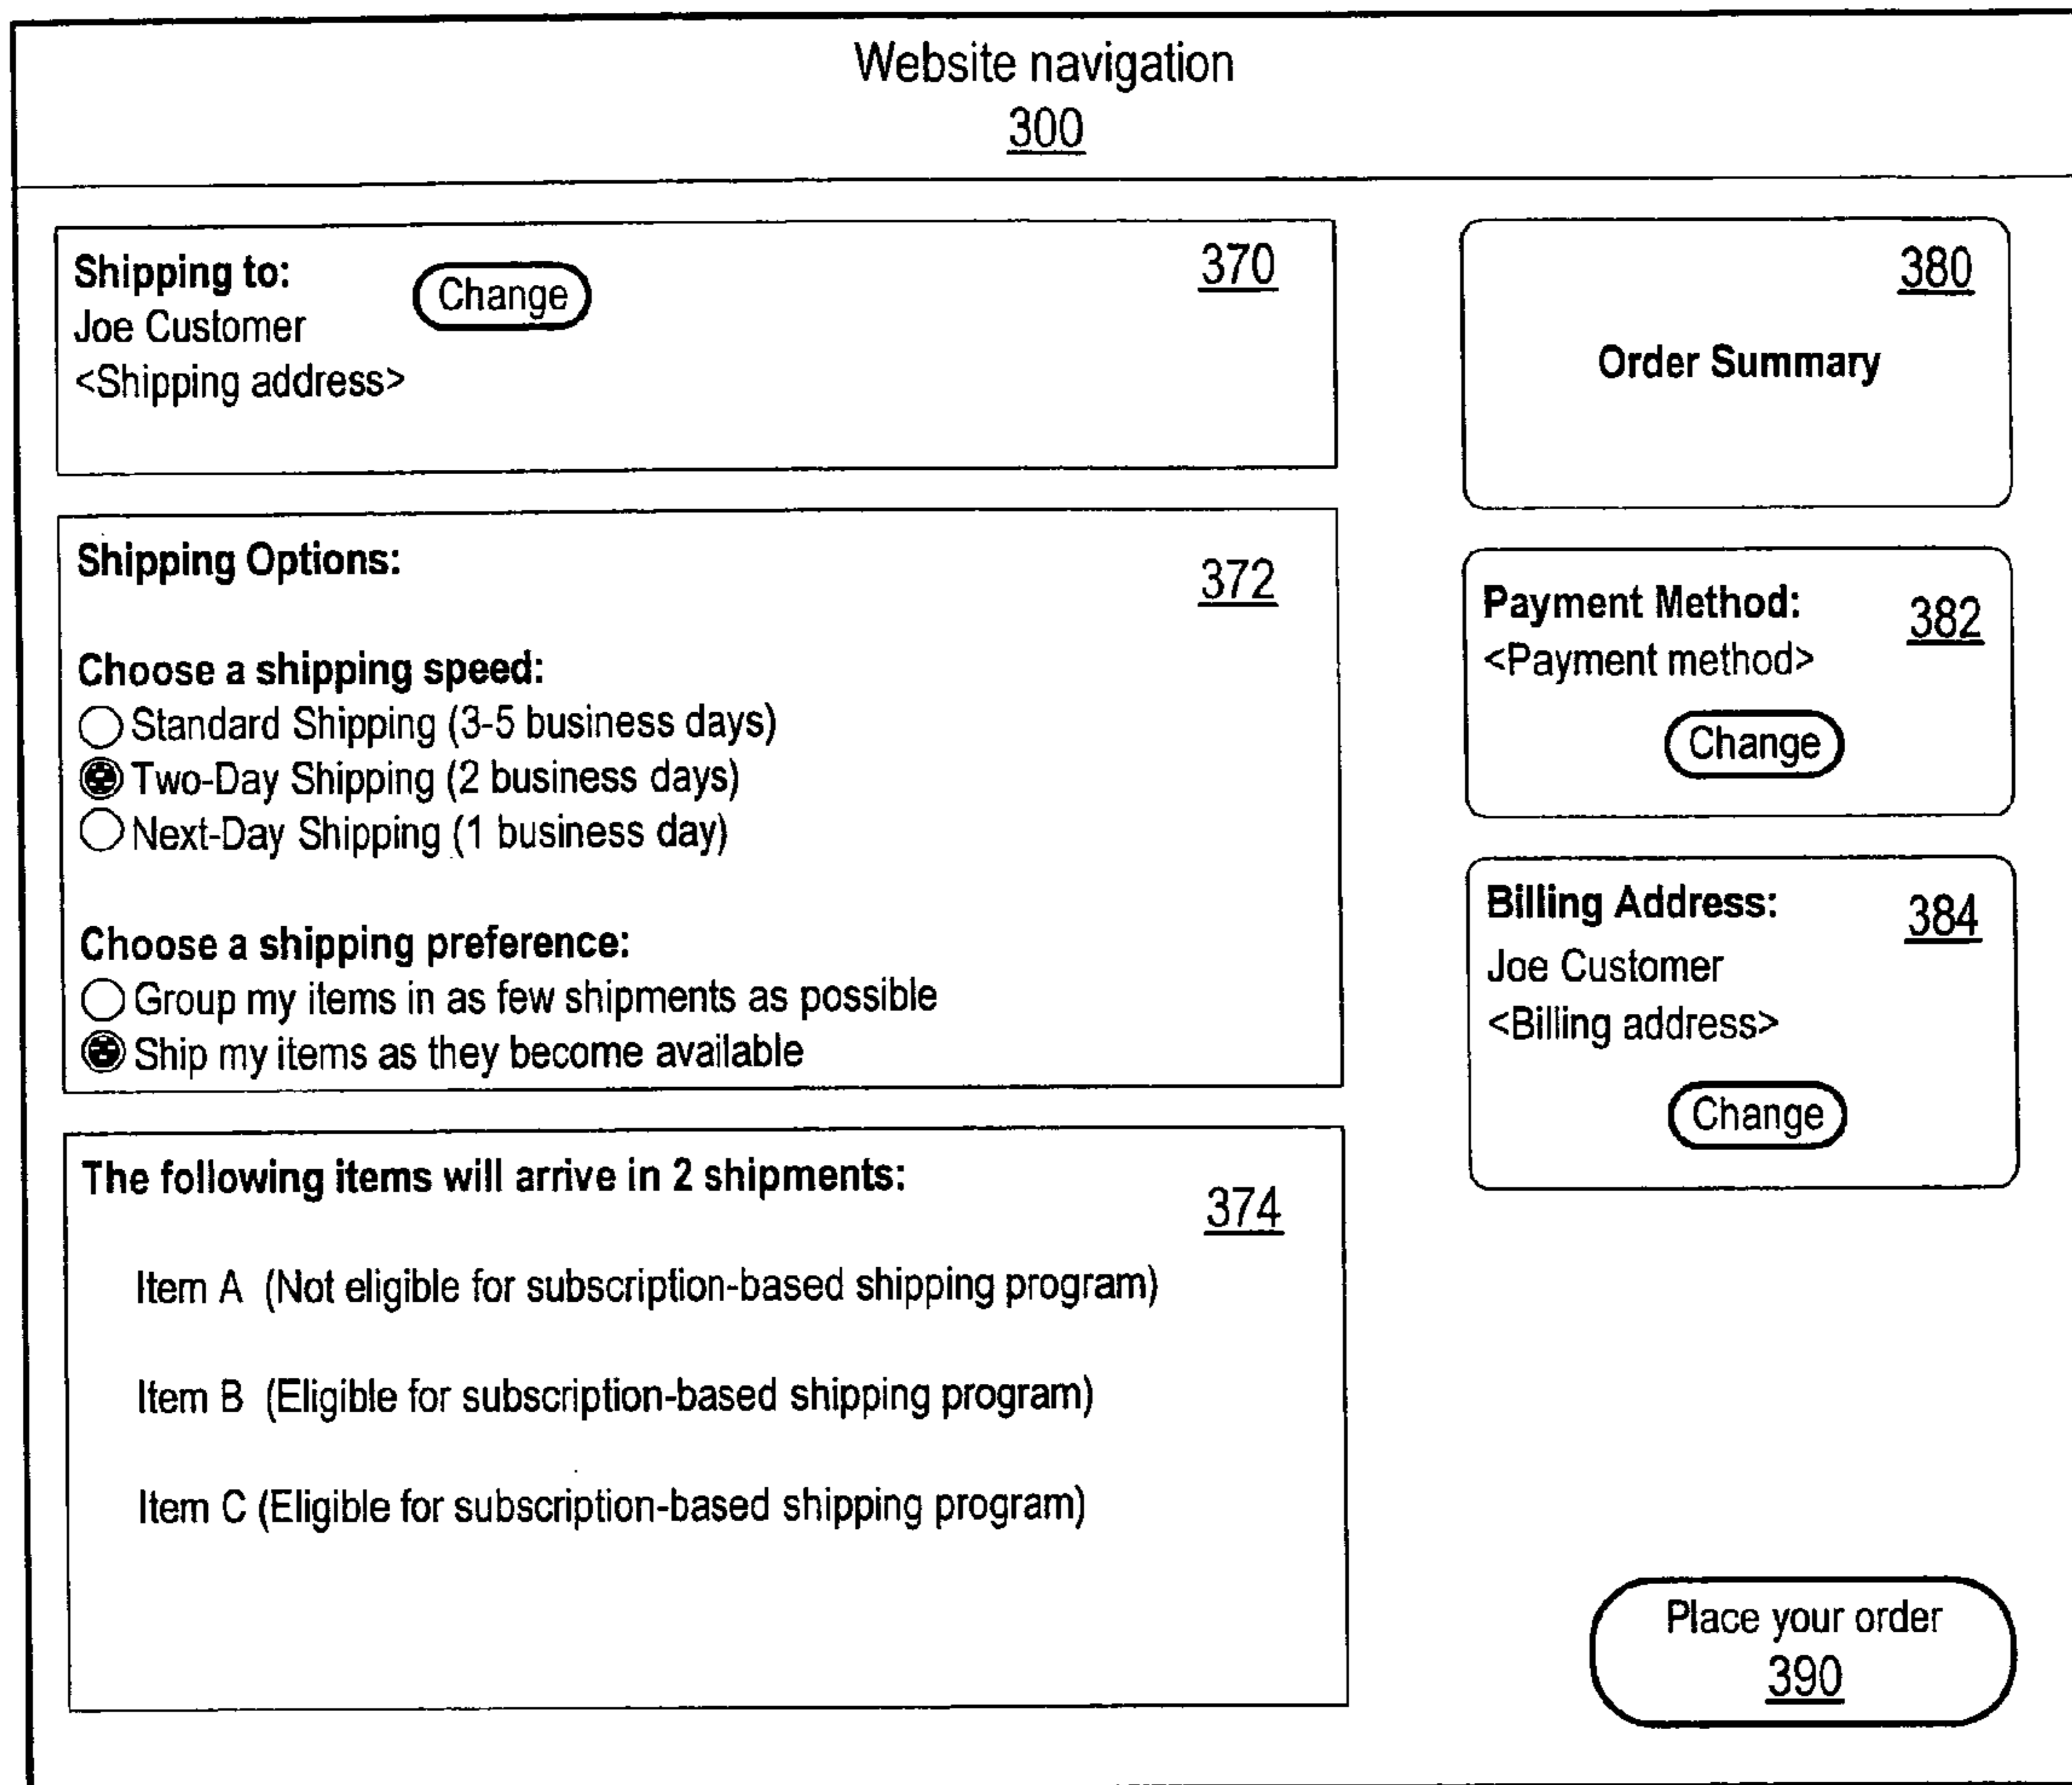 Website navigation
300
Shipping to:
Change
370
Joe Customer
<Shipping address>
Shipping Options:
372
Choose a shipping speed:
Standard Shipping (3-5 business days)
Two-Day Shipping (2 business days)
Next-Day Shipping (1 business day)
Choose a shipping preference:
Group my items in as few shipments as possible
Ship my items as they become available
The following items will arrive in 2 shipments:
374
Item A (Not eligible for subscription-based shipping program)
Item B (Eligible for subscription-based shipping program)
Item C (Eligible for subscription-based shipping program)
380
Order Summary
Payment Method:
382
<Payment method>
Change
Billing Address:
384
Joe Customer
<Billing address>
Change
Place your order
390